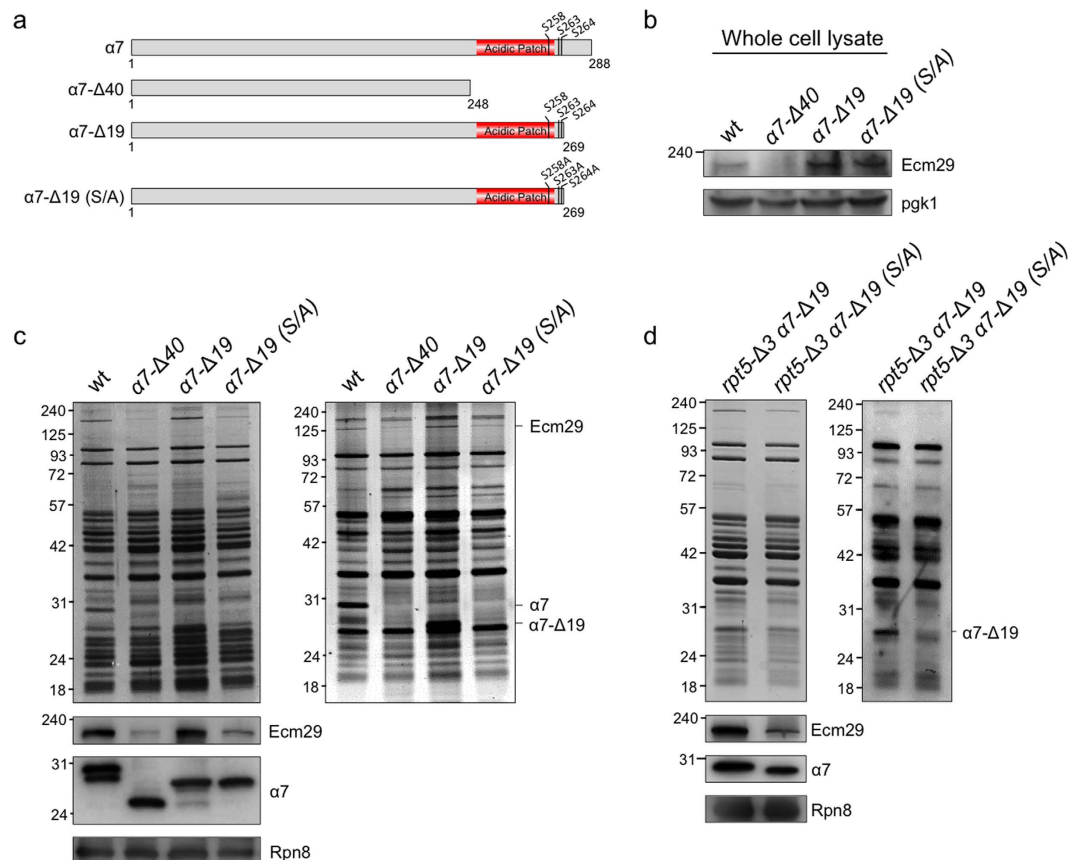 a
S258
S263
S264
α7
Acidic Patch
1
288
α7-Δ40
1
248
S258
S263
S264
α7-Δ19
Acidic Patch
1
269
S258A
S263A
S264A
α7-Δ19 (S/A)
Acidic Patch
1
269
b
Whole cell lysate
wt
α7-Δ40
α7-Δ19
α7-Δ19 (S/A)
240
Ecm29
pgk1
c
wt
α7-Δ40
α7-Δ19
α7-Δ19 (S/A)
240
125
93
72
57
42
31
24
18
240
Ecm29
31
α7
24
Rpn8
wt
α7-Δ40
α7-Δ19
α7-Δ19 (S/A)
240
125
Ecm29
93
72
57
42
31
α7
α7-Δ19
24
18
d
rpt5-Δ3 α7-Δ19
rpt5-Δ3 α7-Δ19 (S/A)
240
125
93
72
57
42
31
24
18
240
Ecm29
31
α7
Rpn8
rpt5-Δ3 α7-Δ19
rpt5-Δ3 α7-Δ19 (S/A)
240
125
93
72
57
42
31
α7-Δ19
24
18